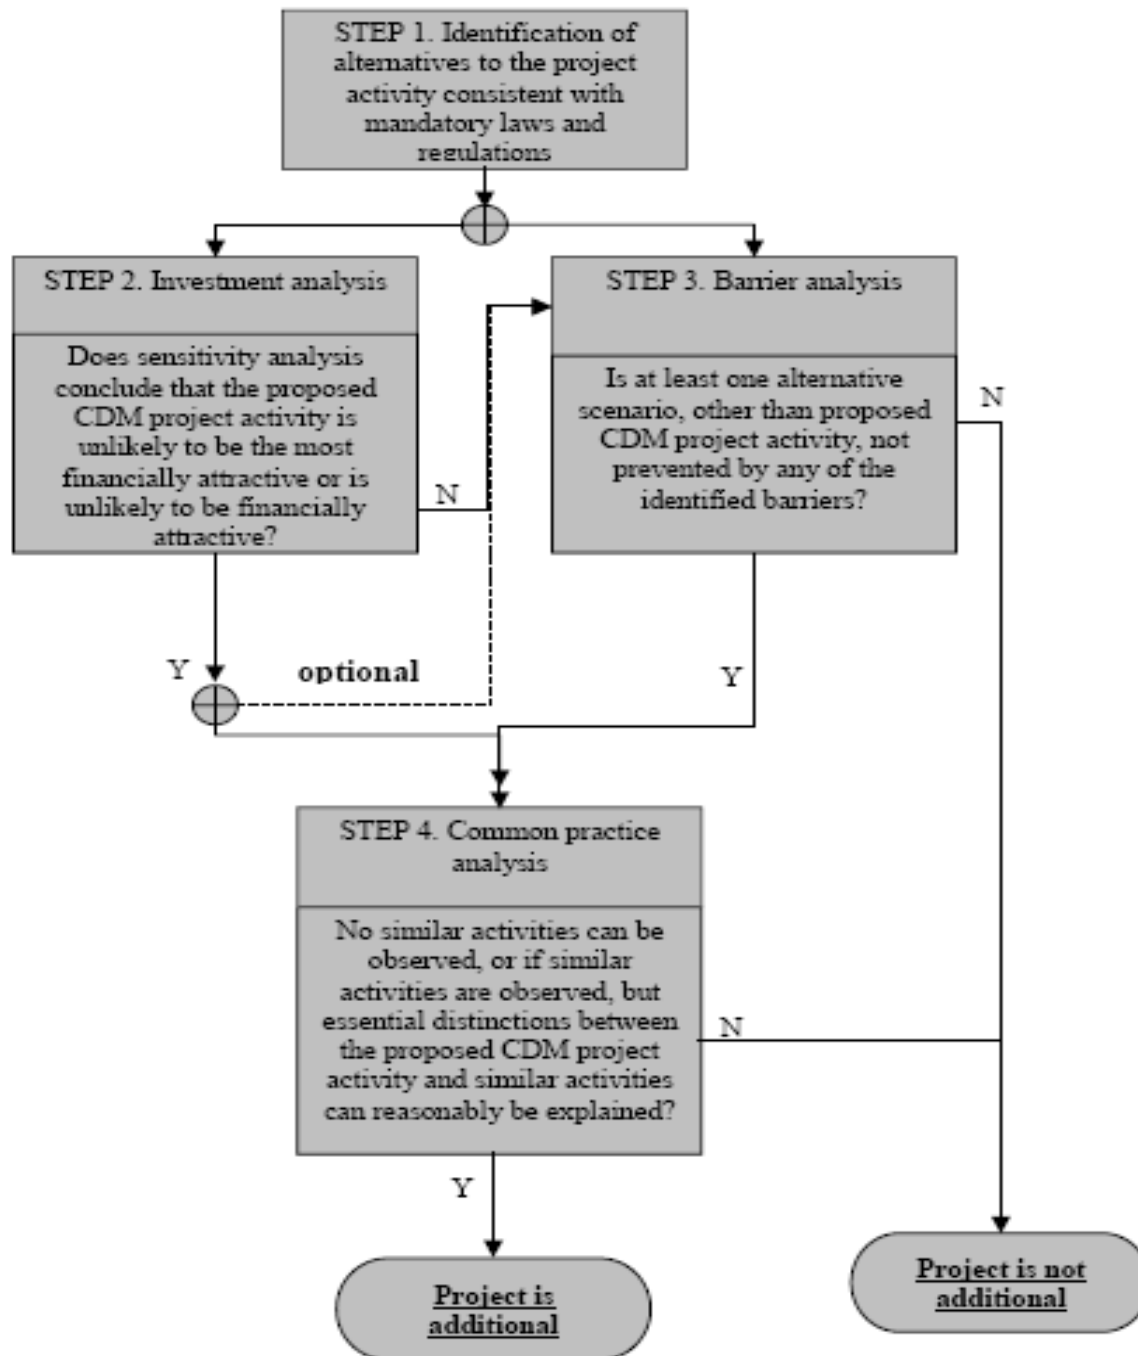 STEP 1. Identification of
alternatives to the project
activity consistent with
mandatory laws and
regulations
STEP 2. Investment analysis
Does sensitivity analysis
conclude that the proposed
CDM project activity is
unlikely to be the most
financially attractive or is
unlikely to be financially
attractive?
N
STEP 3. Barrier analysis
Is at least one alternative
scenario, other than proposed
CDM project activity, not
prevented by any of the
identified barriers?
N
Y
optional
Y
STEP 4. Common practice
analysis
No similar activities can be
observed, or if similar
activities are observed, but
essential distinctions between
the proposed CDM project
activity and similar activities
can reasonably be explained?
N
Y
Project is
additional
Project is not
additional